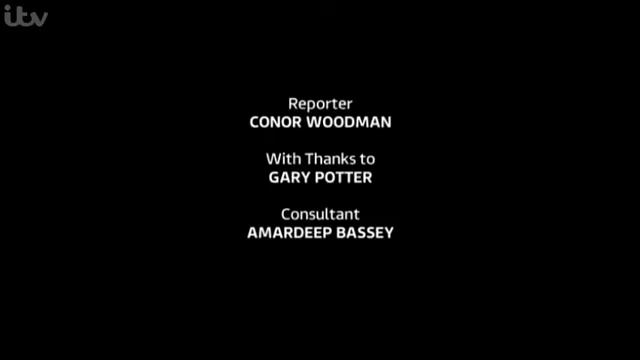 itv
Reporter
CONOR WOODMAN
With Thanks to
GARY POTTER
Consultant
AMARDEEP BASSEY